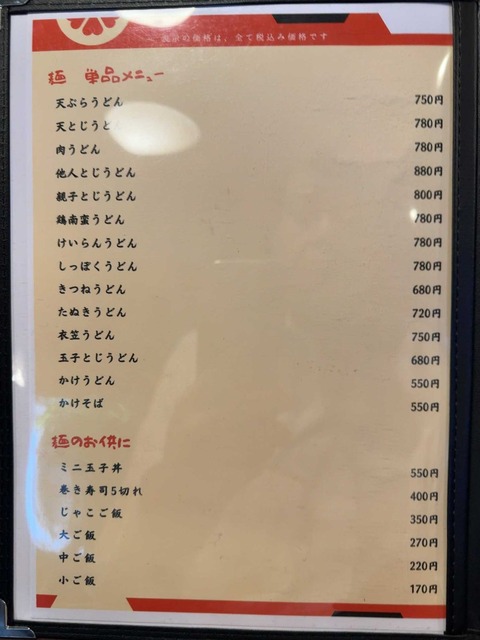 表示の価格は、全て税込み価格です
麺 単品メニュー
天ぷらうどん 750円
天とじうど 780円
肉うどん 780円
他人とじうどん 880円
親子とじうどん 800円
鶏南蛮うどん 780円
けいらんうどん 780円
しっぽくうどん 780円
きつねうどん 680円
たぬきうどん 720円
衣笠うどん 750円
玉子とじうどん 680円
かけうどん 550円
かけそば 550円
麺のお供に
ミニ玉子丼 550円
巻き寿司5切れ 400円
じゃこご飯 350円
大ご飯 270円
中ご飯 220円
小ご飯 170円